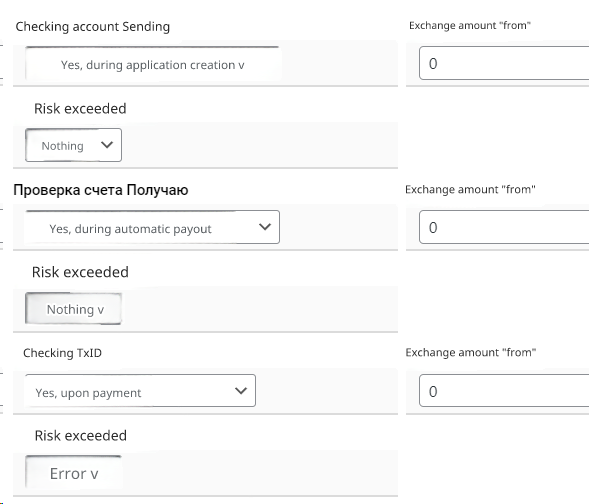 Checking account Sending
Exchange amount "from"
Yes, during application creation v
0
Risk exceeded
Nothing
Проверка счета Получаю
Exchange amount "from"
Yes, during automatic payout
0
Risk exceeded
Nothing v
Checking TxID
Exchange amount "from"
Yes, upon payment
0
Risk exceeded
Error v